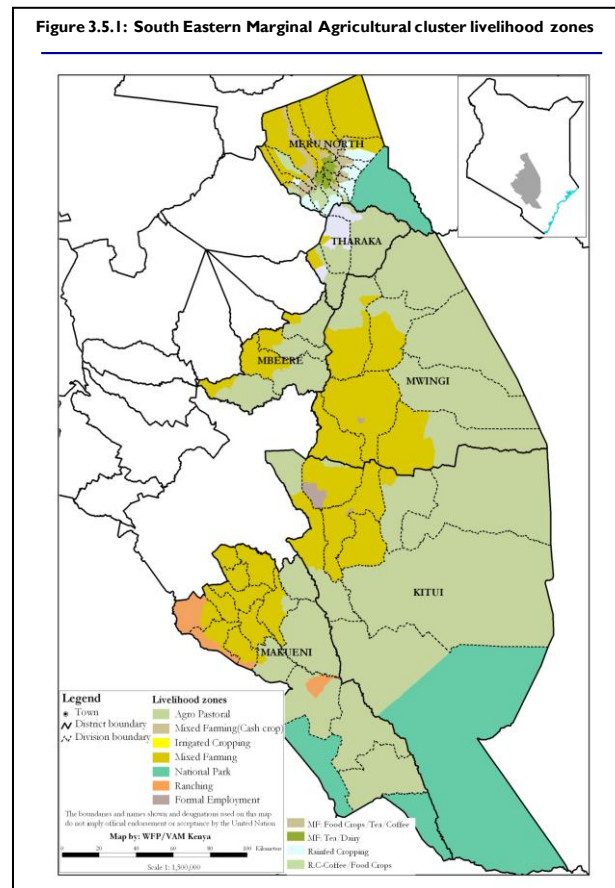 Figure 3.5.1: South Eastern Marginal Agricultural cluster livelihood zones
MERU NORTH
THARAKA
MBEERE
MWINGI
KITUI
MAKUENI
Legend
Town
District boundary
Division boundary
Livelihood zones
Agro Pastoral
Mixed Farming(Cash crop)
Irrigated Cropping
Mixed Farming
National Park
Ranching
Formal Employment
The boundaries and names shown and designations used on this map
do not imply official endorsement or acceptance by the United Nation.
Map by: WFP/VAM Kenya
0 20 40 60 80 100 Kilometers
Scale 1: 1,500,000
MF: Food Crops/Tea/Coffee
MF: Tea/Dairy
Rainfed Cropping
R.C-Coffee/Food Crops